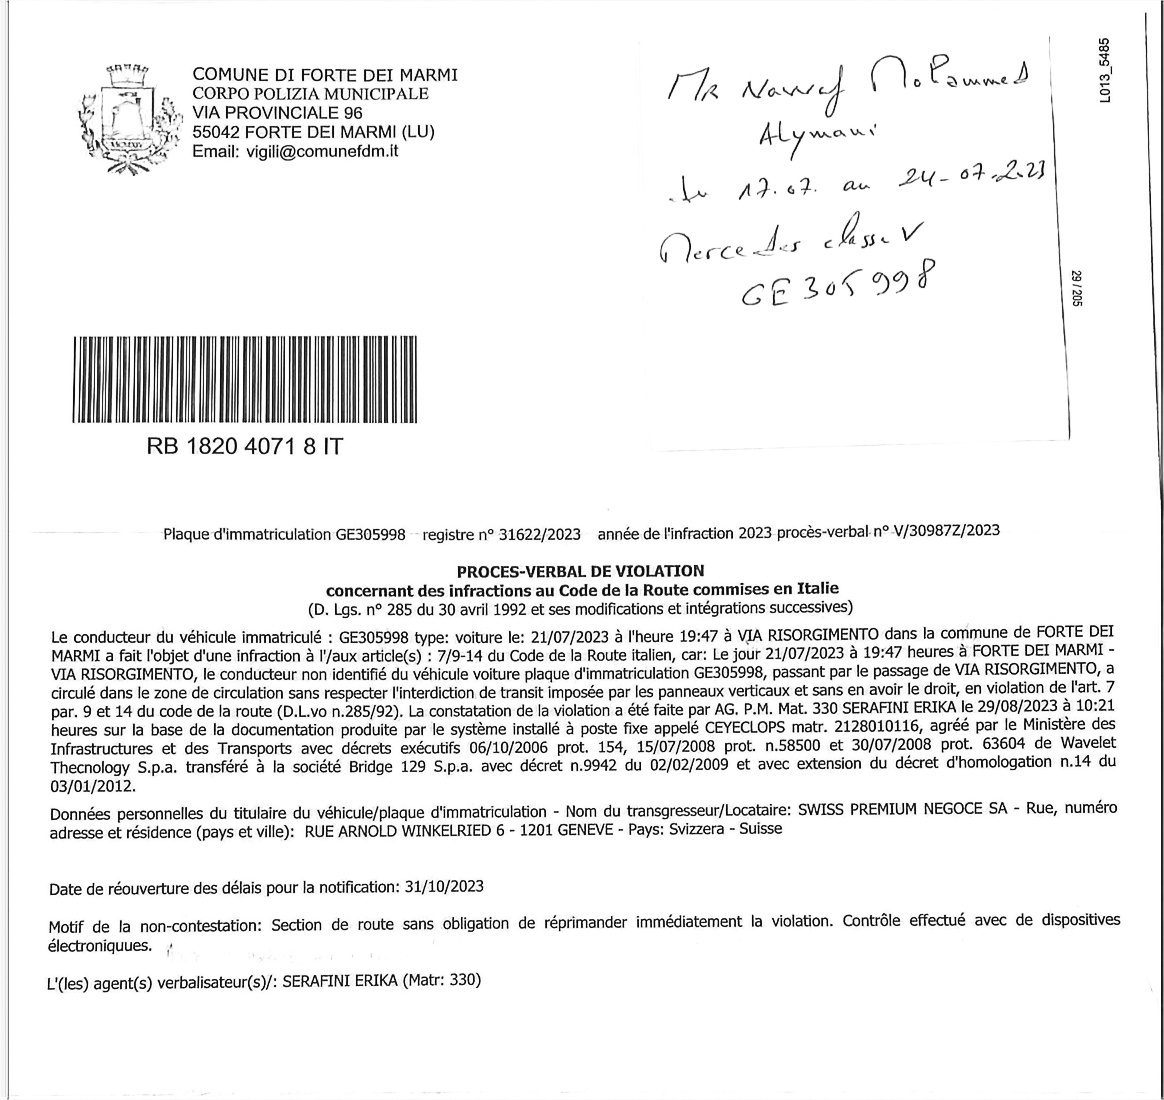 COMUNE DI FORTE DEI MARMI
CORPO POLIZIA MUNICIPALE
VIA PROVINCIALE 96
55042 FORTE DEI MARMI (LU)
Email: vigili@comunefdm.it
MR Nawaf Mohammed
Alymani
du 17.07. au 24-07-2023
Mercedes classe V
GE305998
L013_5485
29 / 205
RB 1820 4071 8 IT
Plaque d'immatriculation GE305998 registre n° 31622/2023 année de l'infraction 2023 procès-verbal n° V/30987Z/2023
PROCES-VERBAL DE VIOLATION
concernant des infractions au Code de la Route commises en Italie
(D. Lgs. n° 285 du 30 avril 1992 et ses modifications et intégrations successives)
Le conducteur du véhicule immatriculé : GE305998 type: voiture le: 21/07/2023 à l'heure 19:47 à VIA RISORGIMENTO dans la commune de FORTE DEI
MARMI a fait l'objet d'une infraction à l'/aux article(s) : 7/9-14 du Code de la Route italien, car: Le jour 21/07/2023 à 19:47 heures à FORTE DEI MARMI -
VIA RISORGIMENTO, le conducteur non identifié du véhicule voiture plaque d'immatriculation GE305998, passant par le passage de VIA RISORGIMENTO, a
circulé dans le zone de circulation sans respecter l'interdiction de transit imposée par les panneaux verticaux et sans en avoir le droit, en violation de l'art. 7
par. 9 et 14 du code de la route (D.L.vo n.285/92). La constatation de la violation a été faite par AG. P.M. Mat. 330 SERAFINI ERIKA le 29/08/2023 à 10:21
heures sur la base de la documentation produite par le système installé à poste fixe appelé CEYECLOPS matr. 2128010116, agréé par le Ministère des
Infrastructures et des Transports avec décrets exécutifs 06/10/2006 prot. 154, 15/07/2008 prot. n.58500 et 30/07/2008 prot. 63604 de Wavelet
Thecnology S.p.a. transféré à la société Bridge 129 S.p.a. avec décret n.9942 du 02/02/2009 et avec extension du décret d'homologation n.14 du
03/01/2012.
Données personnelles du titulaire du véhicule/plaque d'immatriculation - Nom du transgresseur/Locataire: SWISS PREMIUM NEGOCE SA - Rue, numéro
adresse et résidence (pays et ville): RUE ARNOLD WINKELRIED 6 - 1201 GENEVE - Pays: Svizzera - Suisse
Date de réouverture des délais pour la notification: 31/10/2023
Motif de la non-contestation: Section de route sans obligation de réprimander immédiatement la violation. Contrôle effectué avec de dispositives
électroniquues.
L'(les) agent(s) verbalisateur(s)/: SERAFINI ERIKA (Matr: 330)